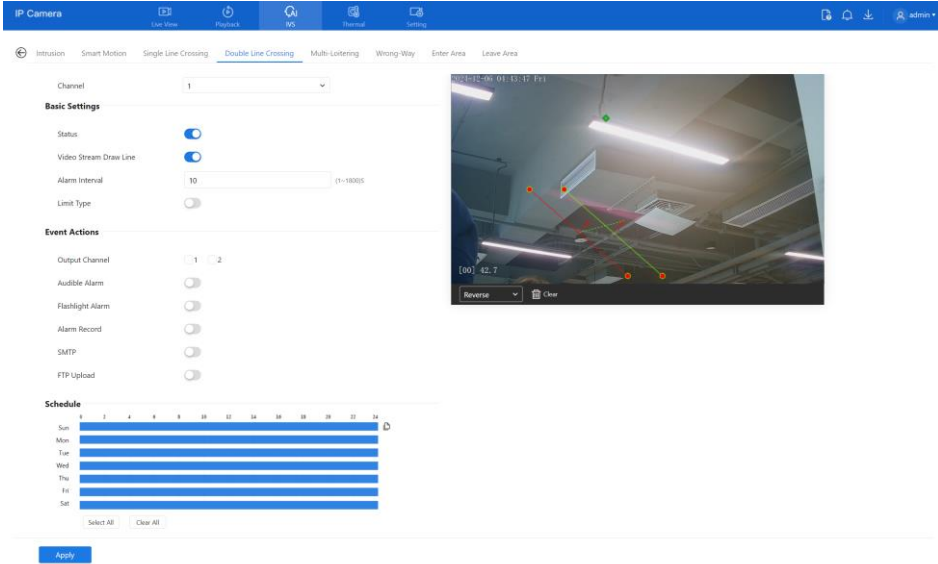 IP Camera
Live View Playback IVS Thermal Setting
admin
Intrusion Smart Motion Single Line Crossing Double Line Crossing Multi-Loitering Wrong-Way Enter Area Leave Area
Channel 1
Basic Settings
Status
Video Stream Draw Line
Alarm Interval 10 (1~1800)S
Limit Type
Event Actions
Output Channel 1 2
Audible Alarm
Flashlight Alarm
Alarm Record
SMTP
FTP Upload
01:43:47 Fri
[00] 42.7
Reverse Clear
Schedule
0 2 4 6 8 10 12 14 16 18 20 22 24
Sun
Mon
Tue
Wed
Thu
Fri
Sat
Select All Clear All
Apply